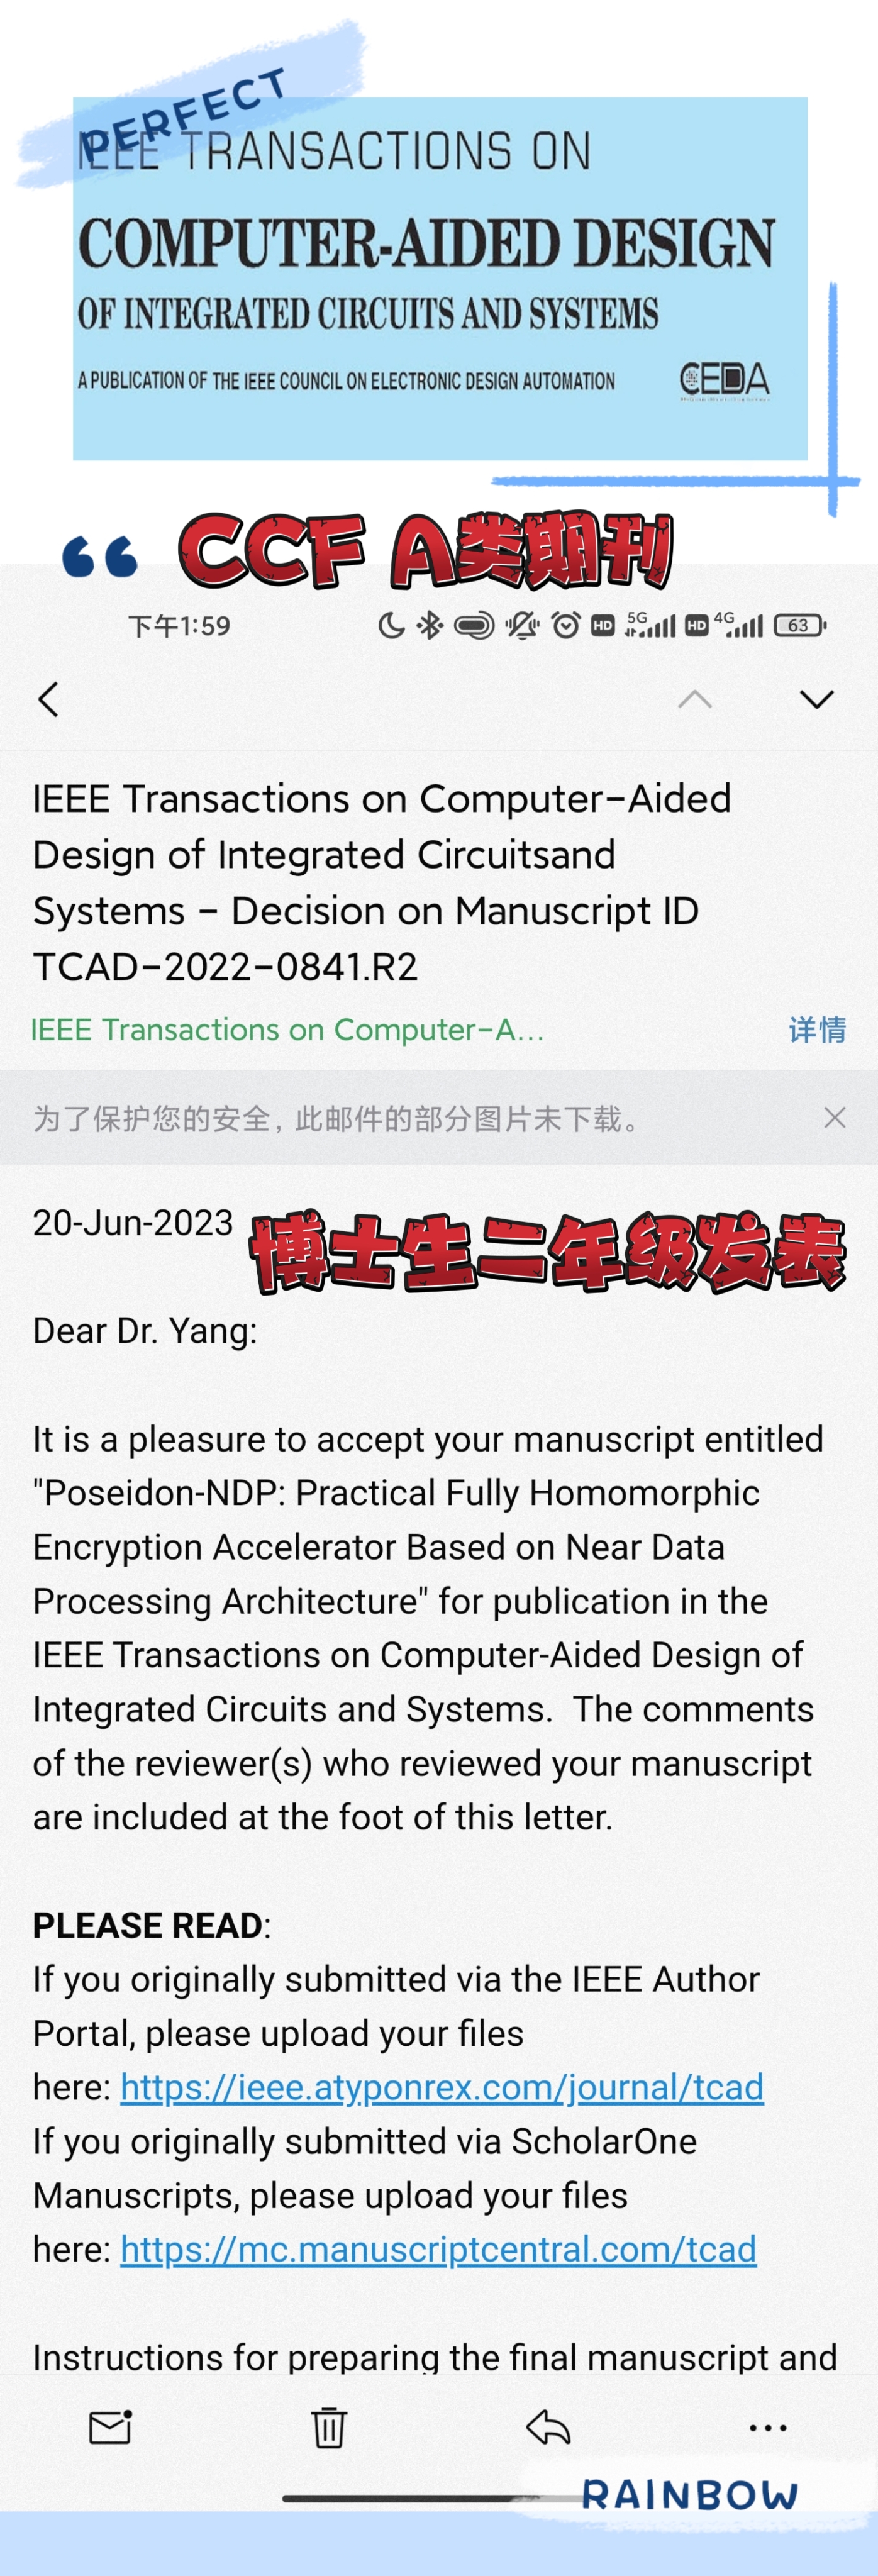 PERFECT
IEEE TRANSACTIONS ON
COMPUTER-AIDED DESIGN
OF INTEGRATED CIRCUITS AND SYSTEMS
A PUBLICATION OF THE IEEE COUNCIL ON ELECTRONIC DESIGN AUTOMATION
CEDA
“ CCF A类期刊
下午1:59 HD 5G HD 4G 63
IEEE Transactions on Computer-Aided
Design of Integrated Circuitsand
Systems - Decision on Manuscript ID
TCAD-2022-0841.R2
IEEE Transactions on Computer-A...
详情
为了保护您的安全，此邮件的部分图片未下载。
20-Jun-2023
博士生二年级发表
Dear Dr. Yang:
It is a pleasure to accept your manuscript entitled
"Poseidon-NDP: Practical Fully Homomorphic
Encryption Accelerator Based on Near Data
Processing Architecture" for publication in the
IEEE Transactions on Computer-Aided Design of
Integrated Circuits and Systems.  The comments
of the reviewer(s) who reviewed your manuscript
are included at the foot of this letter.
PLEASE READ:
If you originally submitted via the IEEE Author
Portal, please upload your files
here: https://ieee.atyponrex.com/journal/tcad
If you originally submitted via ScholarOne
Manuscripts, please upload your files
here: https://mc.manuscriptcentral.com/tcad
Instructions for preparing the final manuscript and
RAINBOW